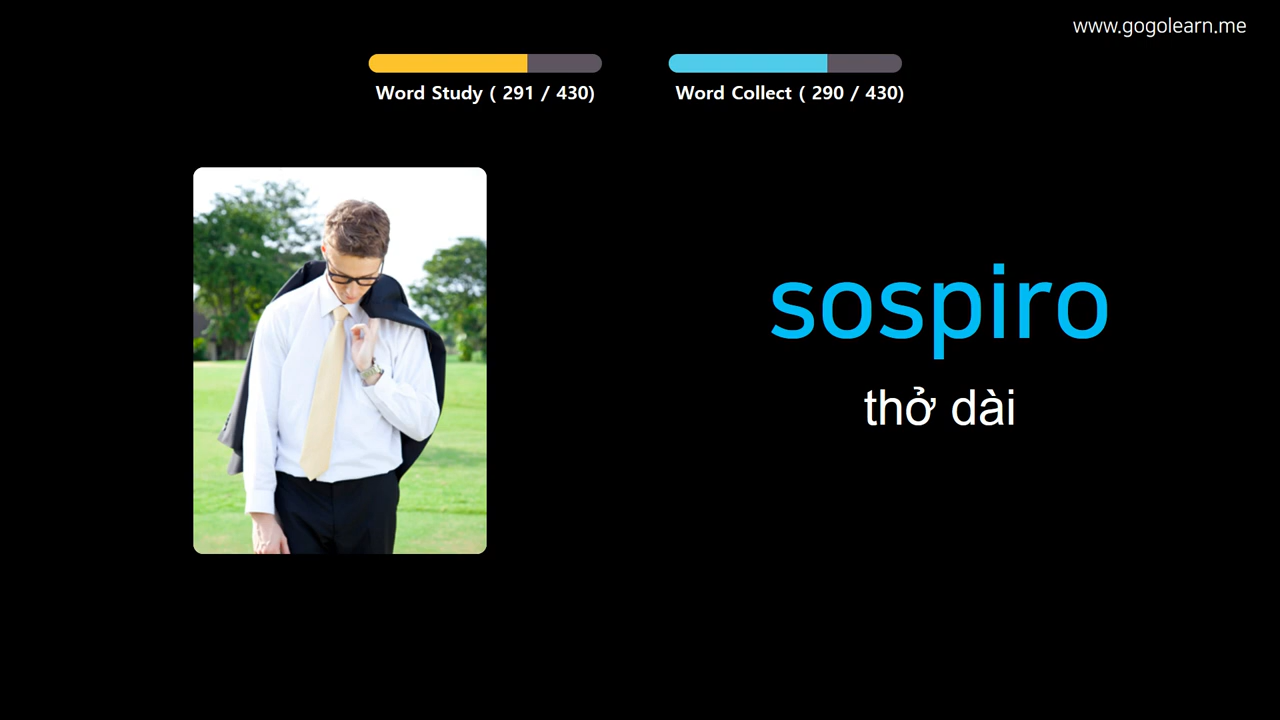 www.gogolearn.me
Word Study ( 291 / 430)
Word Collect ( 290 / 430)
sospiro
thở dài